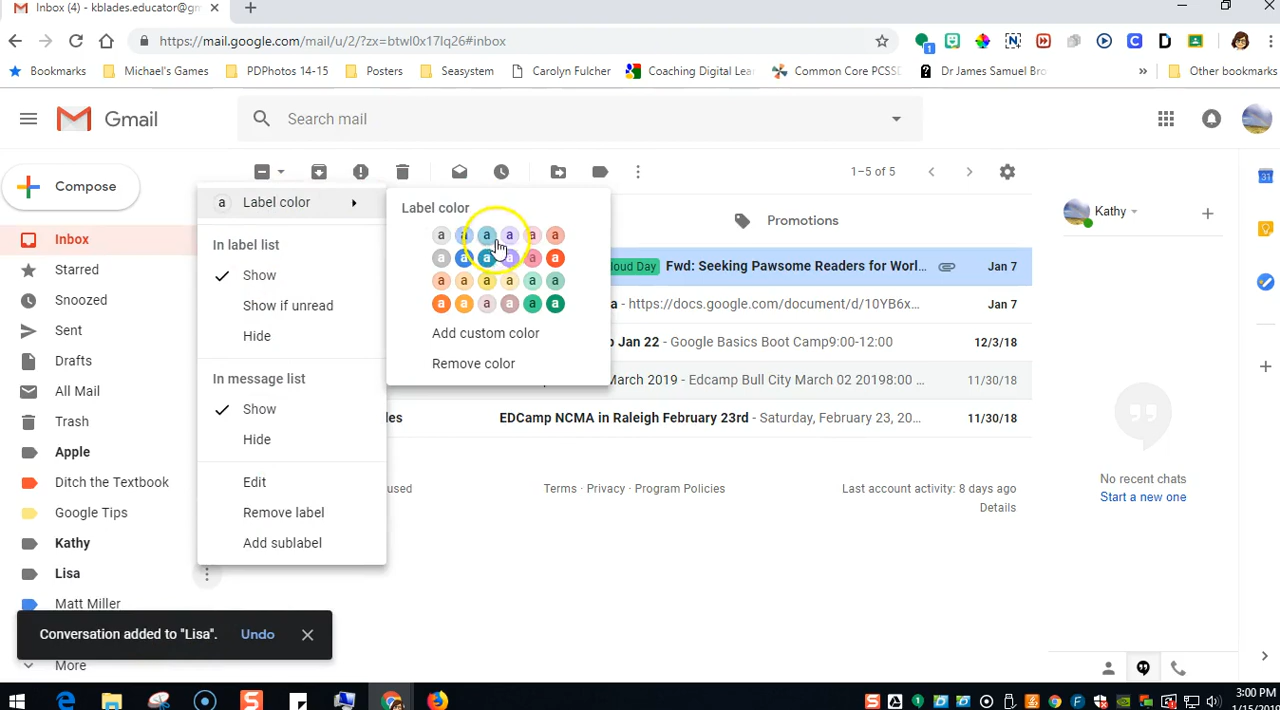 Inbox (4) - kblades.educator@gm
https://mail.google.com/mail/u/2/?zx=btwl0x17lq26#inbox
Bookmarks Michael's Games PDPhotos 14-15 Posters Seasystem Carolyn Fulcher Coaching Digital Lea Common Core PCSSD Dr James Samuel Bro » Other bookmarks
Gmail
Search mail
Compose
1–5 of 5
Label color
Label color
Kathy
Promotions
Inbox
In label list
a a a a a a
Starred
Show
a a a a a a
loud Day Fwd: Seeking Pawsome Readers for Worl... Jan 7
Snoozed
Show if unread
a a a a a a
a - https://docs.google.com/document/d/10YB6x... Jan 7
Sent
Hide
a a a a a a
Add custom color
p Jan 22 - Google Basics Boot Camp9:00-12:00 12/3/18
Drafts
In message list
Remove color
March 2019 - Edcamp Bull City March 02 20198:00 ... 11/30/18
All Mail
Show
les EDCamp NCMA in Raleigh February 23rd - Saturday, February 23, 20... 11/30/18
Trash
Hide
Apple
Ditch the Textbook
Edit
used Terms · Privacy · Program Policies Last account activity: 8 days ago
Details
No recent chats
Start a new one
Google Tips
Remove label
Kathy
Add sublabel
Lisa
Matt Miller
Conversation added to "Lisa". Undo
More
3:00 PM
1/15/2019